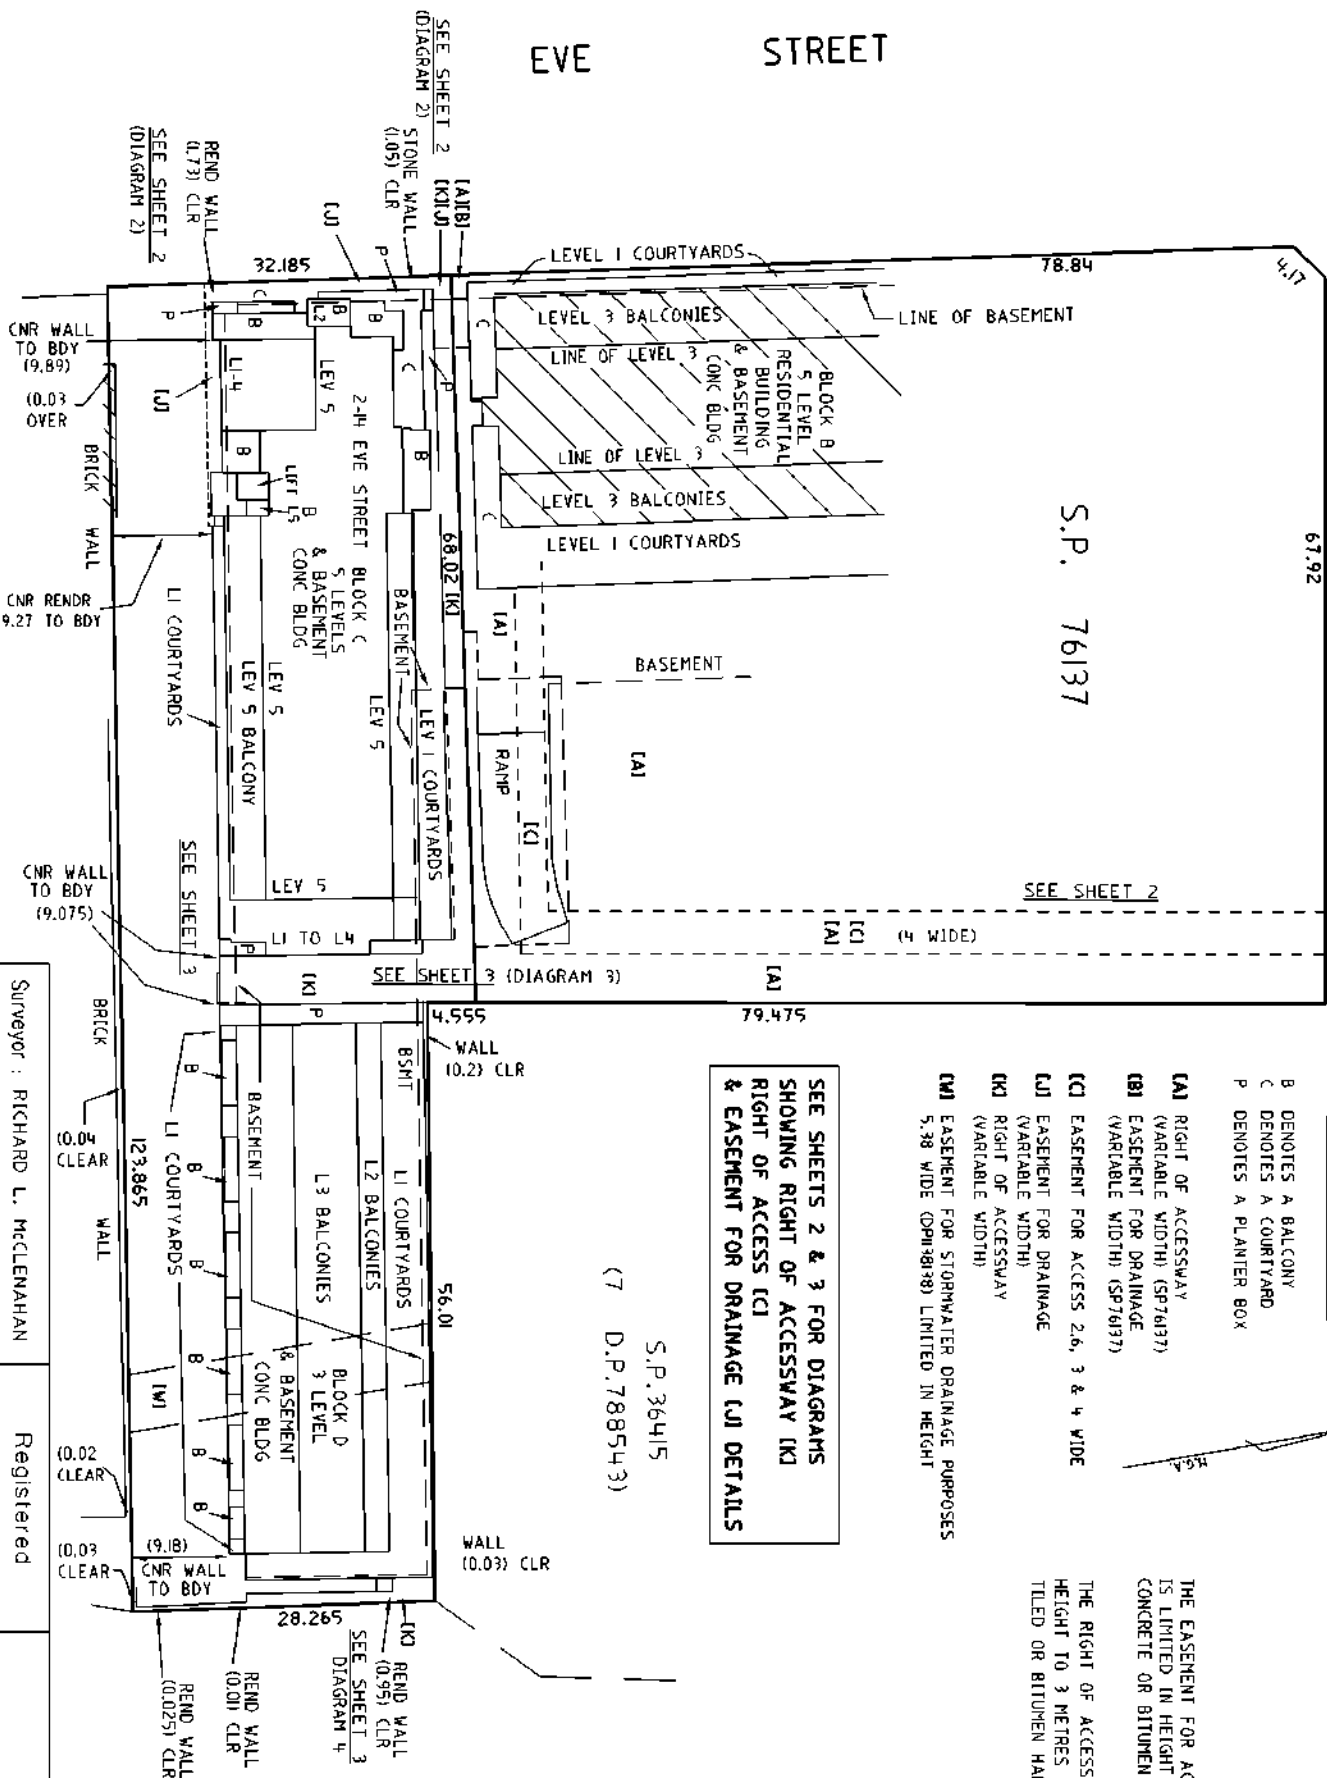 EVE STREET
SEE SHEET 2
(DIAGRAM 2)
STONE WALL
(1.05) CLR
[K][J]
[A][B]
REND WALL
(1.73) CLR
SEE SHEET 2
(DIAGRAM 2)
[J]
P
32.185
78.84
4.17
67.92
LEVEL 1 COURTYARDS
LEVEL 3 BALCONIES
LINE OF BASEMENT
LINE OF LEVEL 3
BLOCK B
5 LEVEL
RESIDENTIAL
BUILDING
& BASEMENT
CONC BLDG
LINE OF LEVEL 3
LEVEL 3 BALCONIES
LEVEL 1 COURTYARDS
C
C
S.P. 76137
CNR WALL
TO BDY
(9.89)
(0.03
OVER
BRICK
WALL
CNR RENDR
9.27 TO BDY
[J]
P
C
B
L2
B
B
C
P
L1-4
LEV 5
B
B
LIFT
L5
B
2-14 EVE STREET BLOCK C
5 LEVELS
& BASEMENT
CONC BLDG
BASEMENT
68.02 [K]
[A]
BASEMENT
L1 COURTYARDS
LEV 5
LEV 5 BALCONY
LEV 5
LEV 1 COURTYARDS
RAMP
[C]
[A]
SEE SHEET 2
[C]
[A]
(4 WIDE)
[A]
LEV 5
L1 TO L4
P
SEE SHEET 3
CNR WALL
TO BDY
(9.075)
[K]
SEE SHEET 3 (DIAGRAM 3)
4.555
79.475
P
WALL
(0.2) CLR
BSMT
BRICK
WALL
(0.04
CLEAR
123.865
B
B
B
B
B
B
BASEMENT
L1 COURTYARDS
L3 BALCONIES
L2 BALCONIES
L1 COURTYARDS
56.01
BLOCK D
3 LEVEL
& BASEMENT
CONC BLDG
[W]
(0.02
CLEAR
(0.03
CLEAR
(9.18)
CNR WALL
TO BDY
28.265
WALL
(0.03) CLR
[K]
REND WALL
(0.95) CLR
SEE SHEET 3
DIAGRAM 4
REND WALL
(0.01) CLR
REND WALL
(0.025) CLR
S.P.36415
(7 D.P.788543)
SEE SHEETS 2 & 3 FOR DIAGRAMS
SHOWING RIGHT OF ACCESSWAY [K]
RIGHT OF ACCESS [C]
& EASEMENT FOR DRAINAGE [J] DETAILS
B DENOTES A BALCONY
C DENOTES A COURTYARD
P DENOTES A PLANTER BOX
[A] RIGHT OF ACCESSWAY
(VARIABLE WIDTH) (SP76137)
[B] EASEMENT FOR DRAINAGE
(VARIABLE WIDTH) (SP76137)
[C] EASEMENT FOR ACCESS 2.6, 3 & 4 WIDE
[J] EASEMENT FOR DRAINAGE
(VARIABLE WIDTH)
[K] RIGHT OF ACCESSWAY
(VARIABLE WIDTH)
[W] EASEMENT FOR STORMWATER DRAINAGE PURPOSES
5.38 WIDE (DP1138138) LIMITED IN HEIGHT
THE EASEMENT FOR AC
IS LIMITED IN HEIGHT
CONCRETE OR BITUMEN
THE RIGHT OF ACCESS
HEIGHT TO 3 METRES
TILED OR BITUMEN HA
Surveyor : RICHARD L. McCLENAHAN
Registered